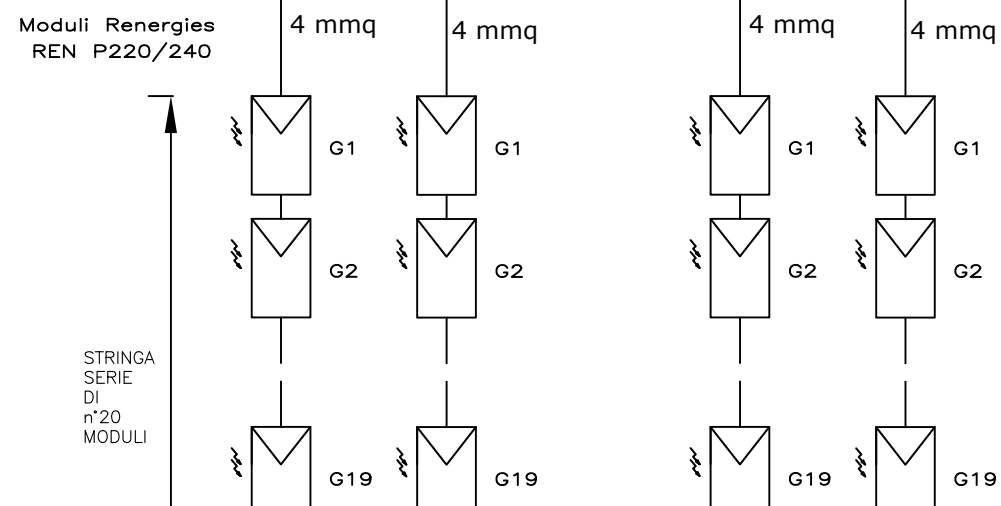 Moduli Renergies
REN P220/240
4 mmq
4 mmq
4 mmq
4 mmq
G1
G1
G1
G1
G2
G2
G2
G2
STRINGA
SERIE
DI
n°20
MODULI
G19
G19
G19
G19